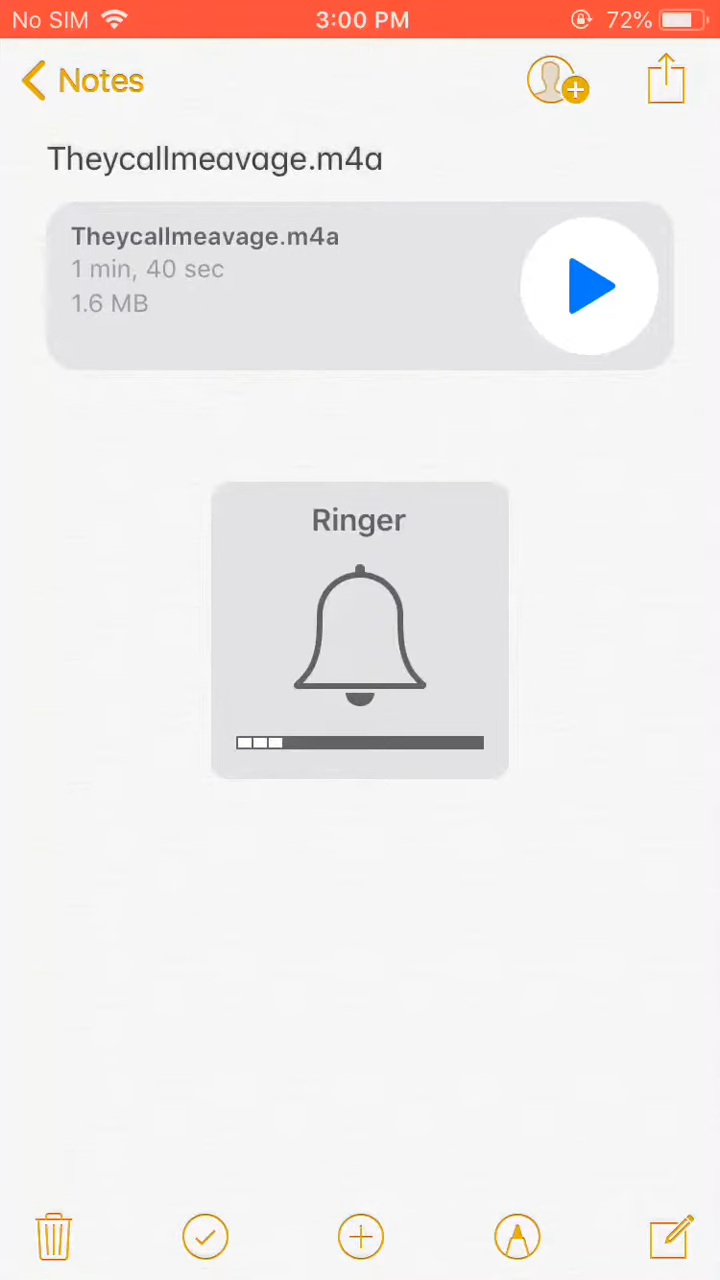 No SIM 3:00 PM 72%
Notes
Theycallmeavage.m4a
Theycallmeavage.m4a
1 min, 40 sec
1.6 MB
Ringer